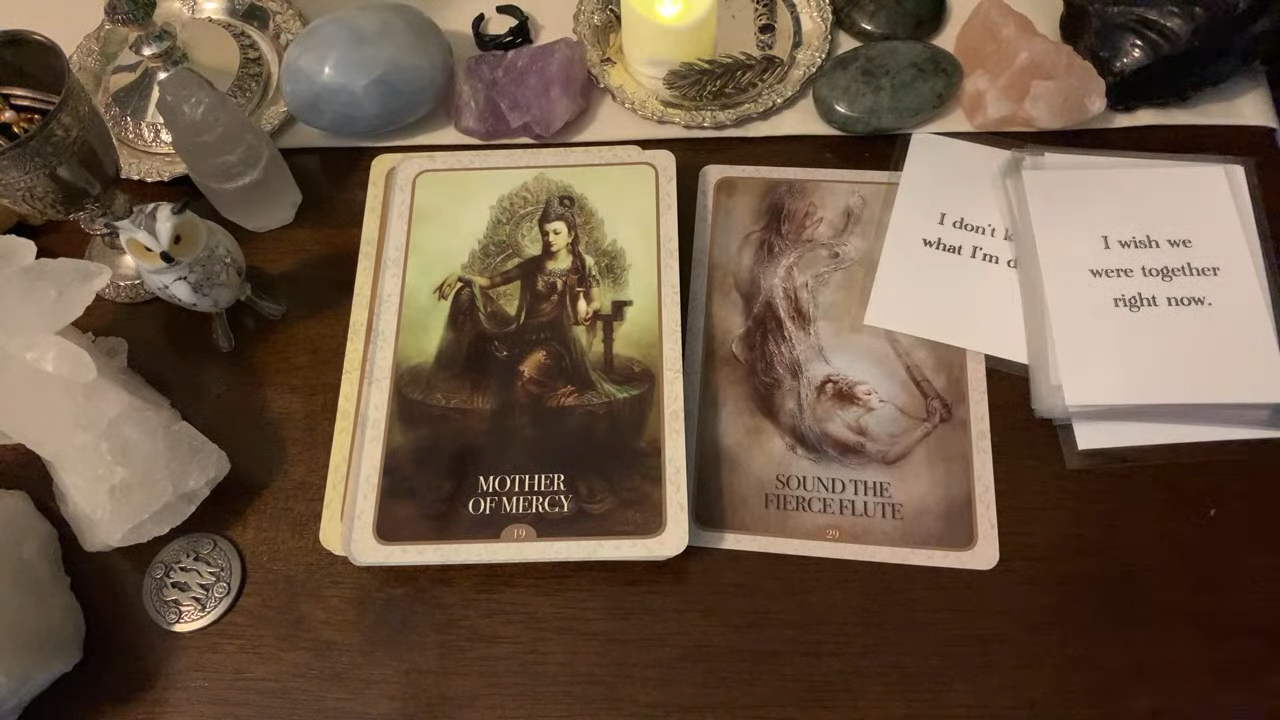 MOTHER
OF MERCY
19
SOUND THE
FIERCE FLUTE
29
I don't
what I'm
I wish we
were together
right now.